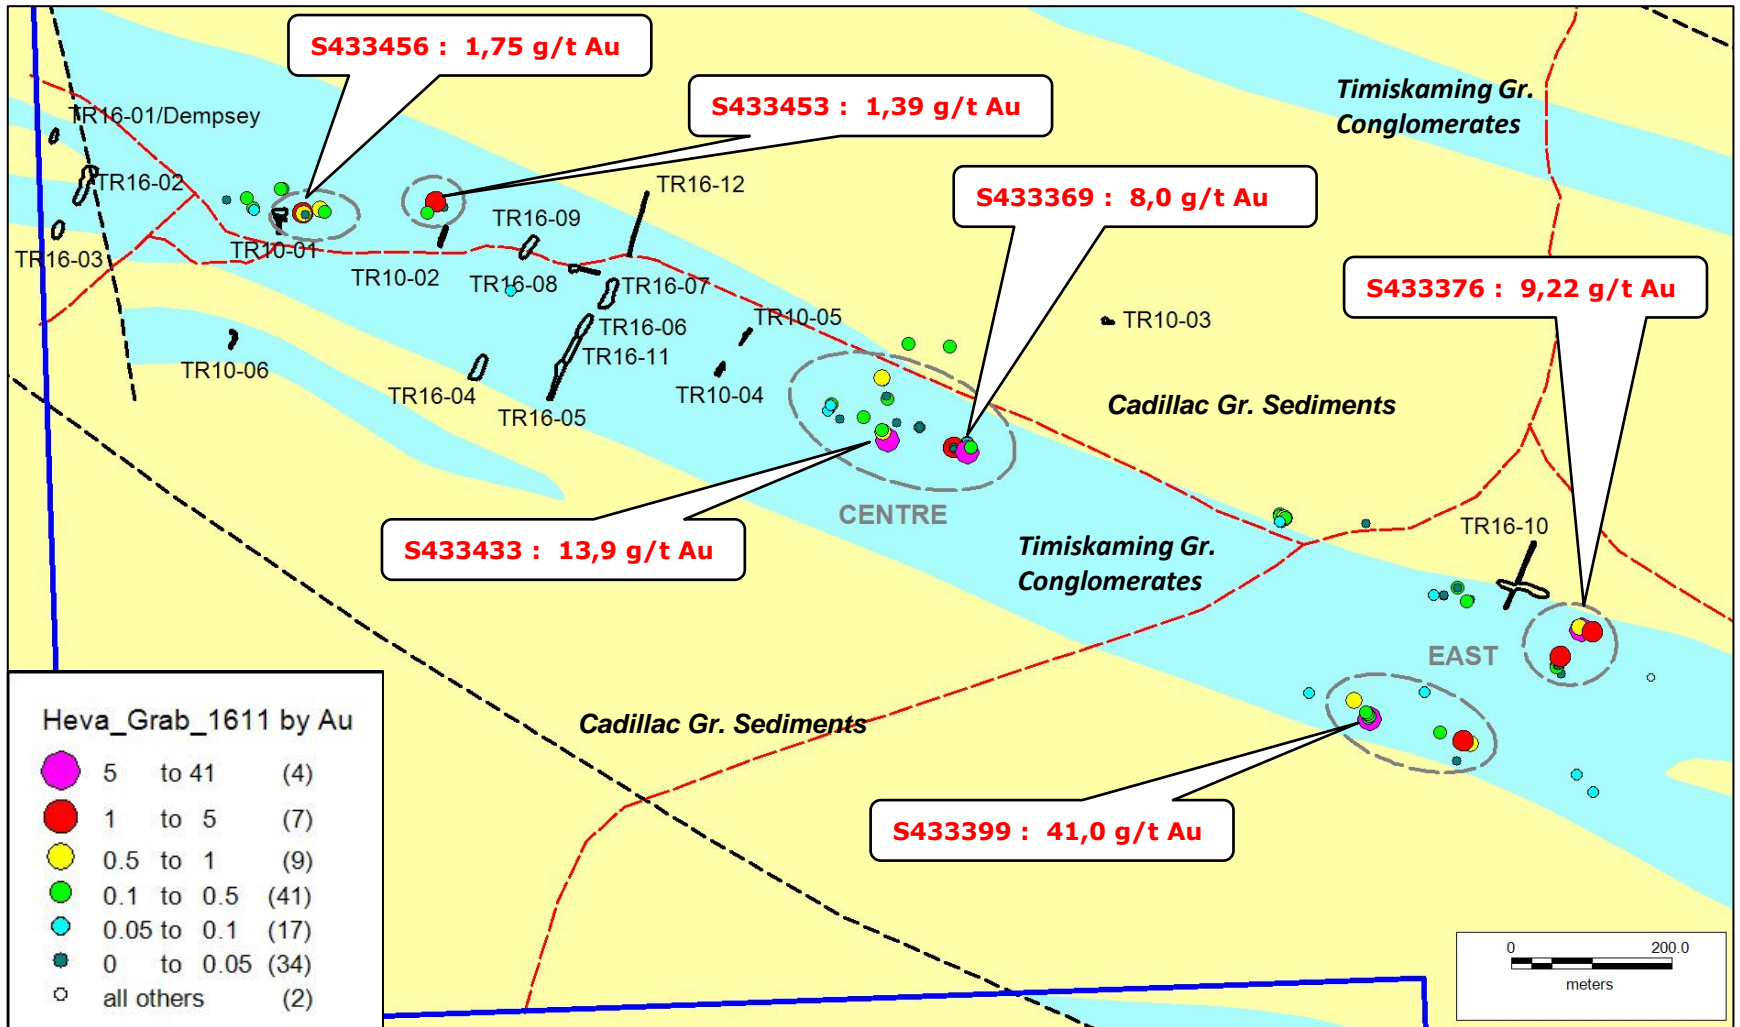 S433456 : 1,75 g/t Au
S433453 : 1,39 g/t Au
Timiskaming Gr.
Conglomerates
TR16-01/Dempsey
TR16-02
TR16-12
S433369 : 8,0 g/t Au
TR16-09
TR10-01
TR16-03
TR10-02
TR16-08
TR16-07
S433376 : 9,22 g/t Au
TR16-06
TR10-05
TR10-03
TR16-11
TR10-06
TR16-04
TR10-04
TR16-05
Cadillac Gr. Sediments
CENTRE
S433433 : 13,9 g/t Au
Timiskaming Gr.
Conglomerates
TR16-10
EAST
Cadillac Gr. Sediments
S433399 : 41,0 g/t Au
Heva_Grab_1611 by Au
5 to 41 (4)
1 to 5 (7)
0.5 to 1 (9)
0.1 to 0.5 (41)
0.05 to 0.1 (17)
0 to 0.05 (34)
all others (2)
0 200.0
meters